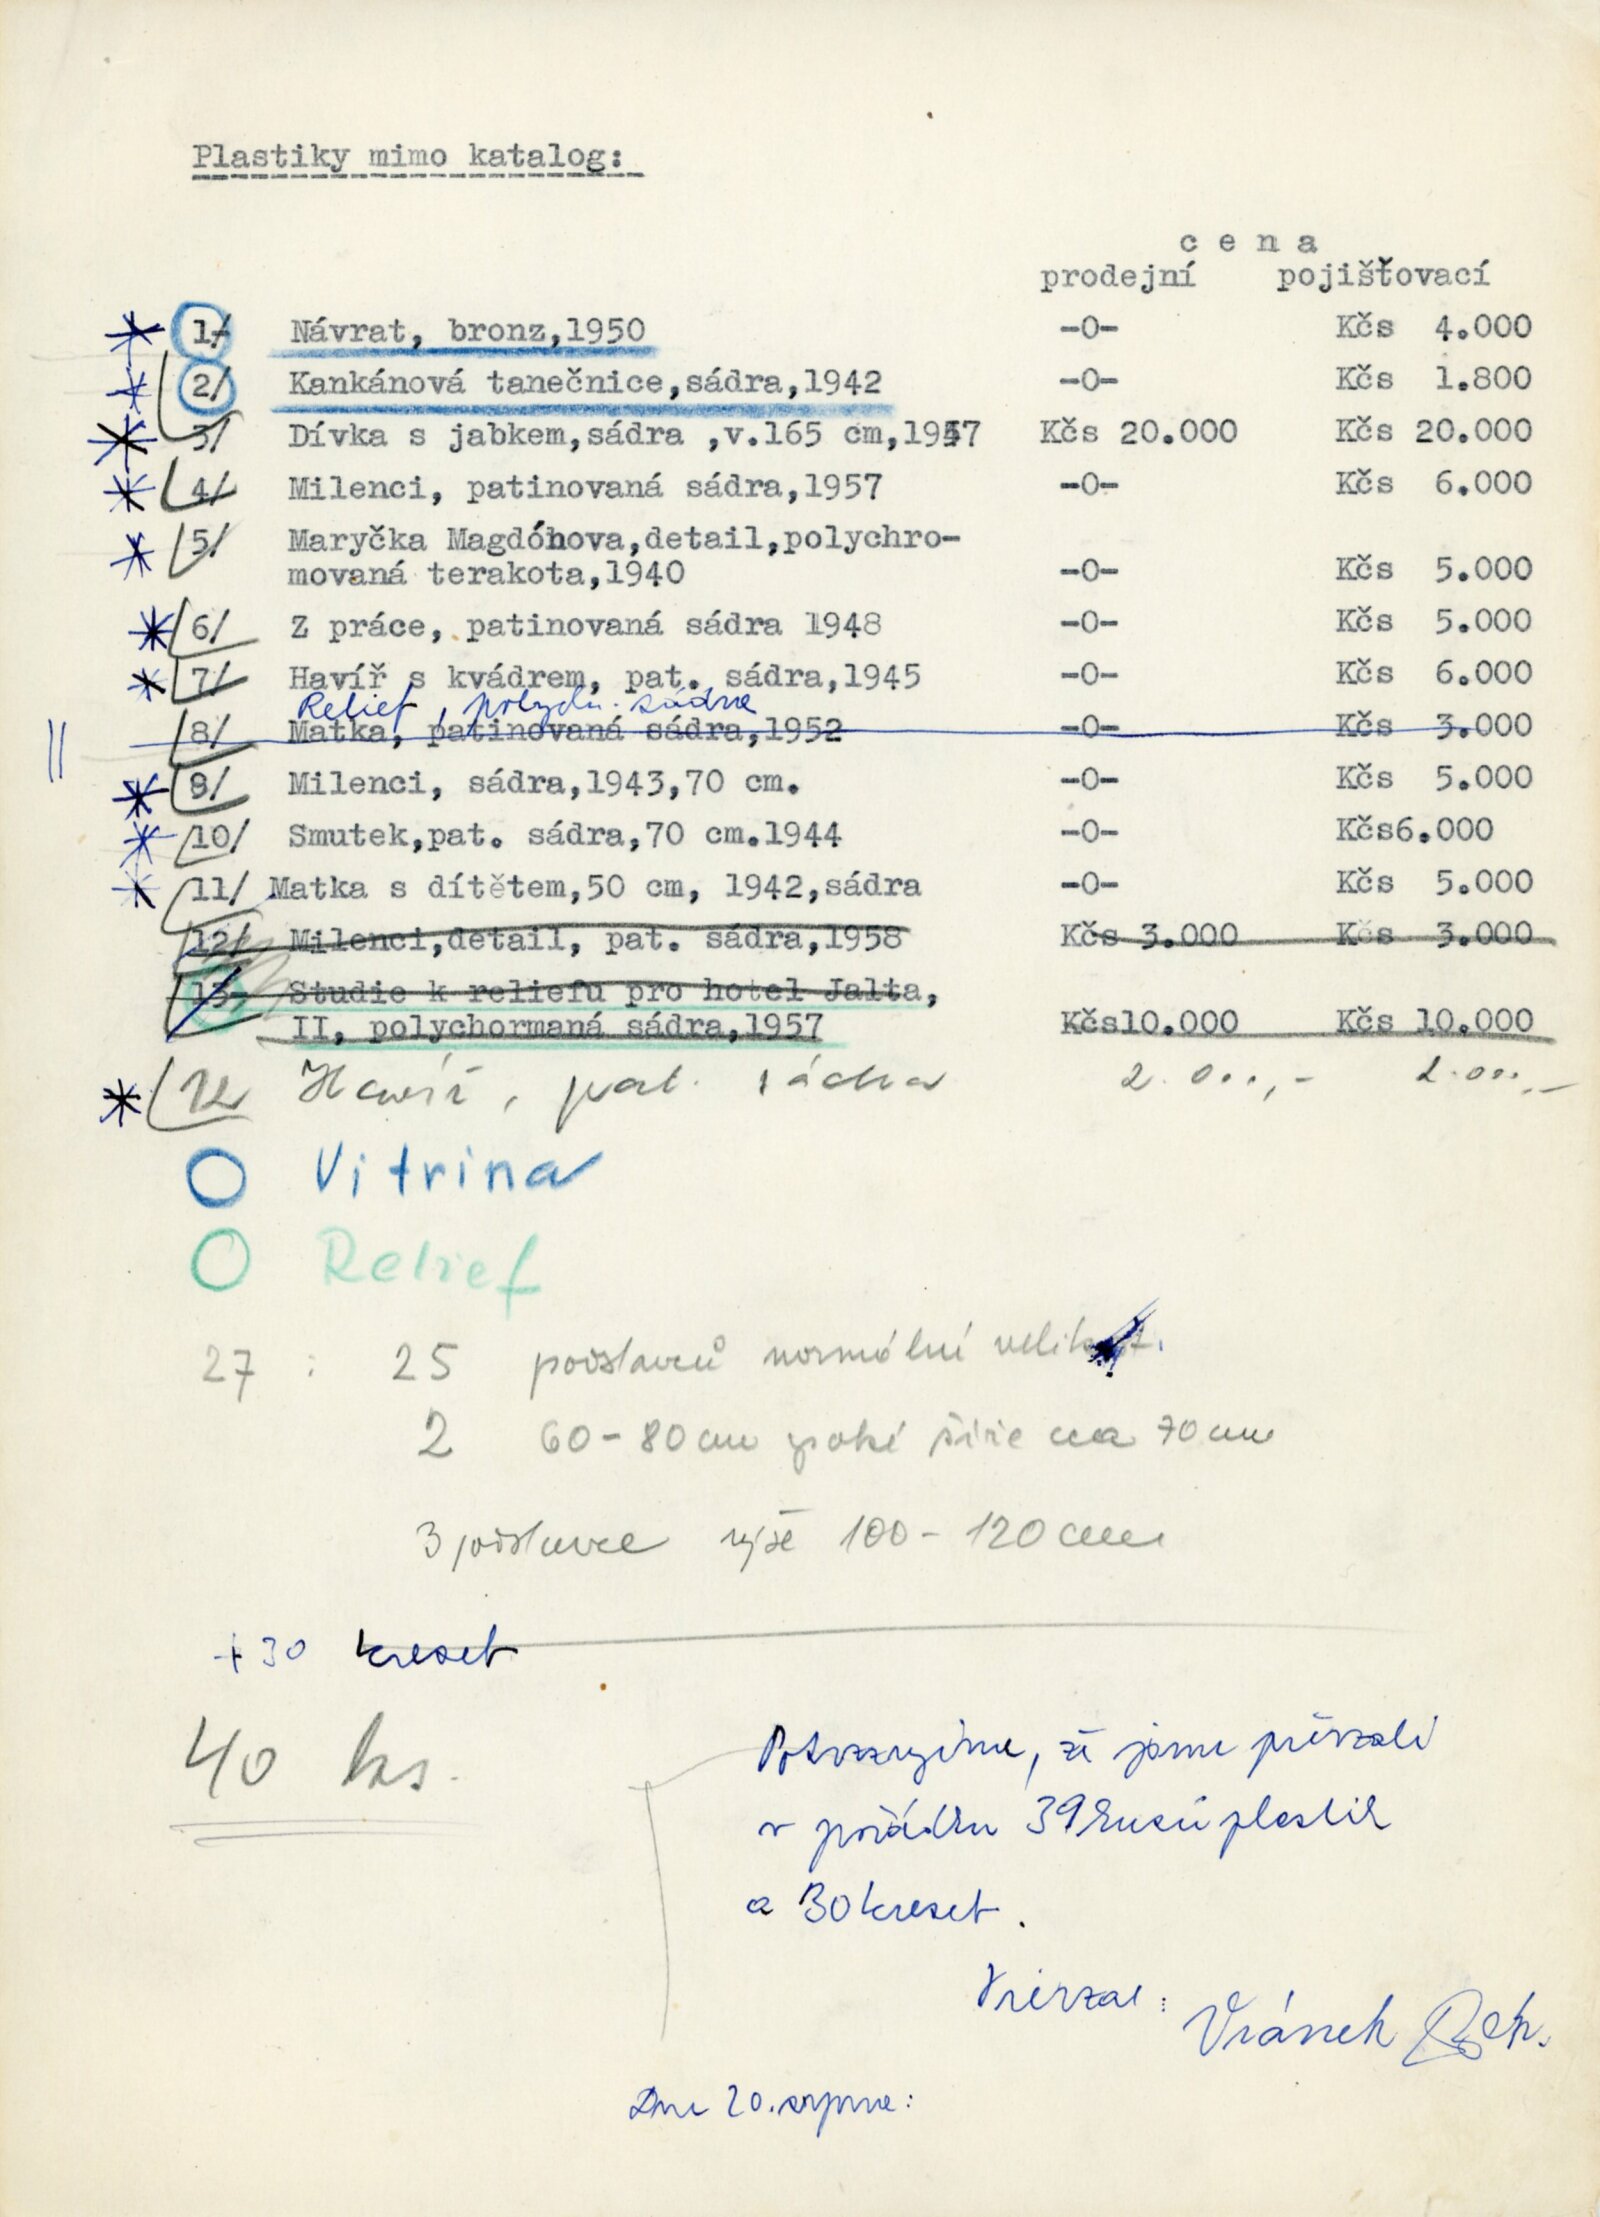 Plastiky mimo katalog:
c e n a
prodejní pojišťovací
1/ Návrat, bronz,1950 -0- Kčs 4.000
2/ Kankánová tanečnice,sádra,1942 -0- Kčs 1.800
3/ Dívka s jabkem,sádra ,v.165 cm,1957 Kčs 20.000 Kčs 20.000
4/ Milenci, patinovaná sádra,1957 -0- Kčs 6.000
5/ Maryčka Magdónova,detail,polychro-
movaná terakota,1940 -0- Kčs 5.000
6/ Z práce, patinovaná sádra 1948 -0- Kčs 5.000
7/ Havíř s kvádrem, pat. sádra,1945 -0- Kčs 6.000
Relief, polych. sádra
8/ Matka, patinovaná sádra,1952 -0- Kčs 3.000
9/ Milenci, sádra,1943,70 cm. -0- Kčs 5.000
10/ Smutek,pat. sádra,70 cm.1944 -0- Kčs6.000
11/ Matka s dítětem,50 cm, 1942,sádra -0- Kčs 5.000
12/ Milenci,detail, pat. sádra,1958 Kčs 3.000 Kčs 3.000
13 Studie k reliefu pro hotel Jalta,
II, polychormaná sádra,1957 Kčs10.000 Kčs 10.000
12 Havíř, pat. sádra 2.000,- 2.000,-
Vitrina
Relief
27 : 25 podstavců normální velikost.
2 60-80 cm šíře cca 70 cm
3 podstavce výše 100-120 cm
+30 kreseb
40 ks.
Potvrzujeme, že jsme převzali
v pořádku 39 kusů plastik
a 30 kreseb.
Převzal: Vránek
Dne 20. srpna: